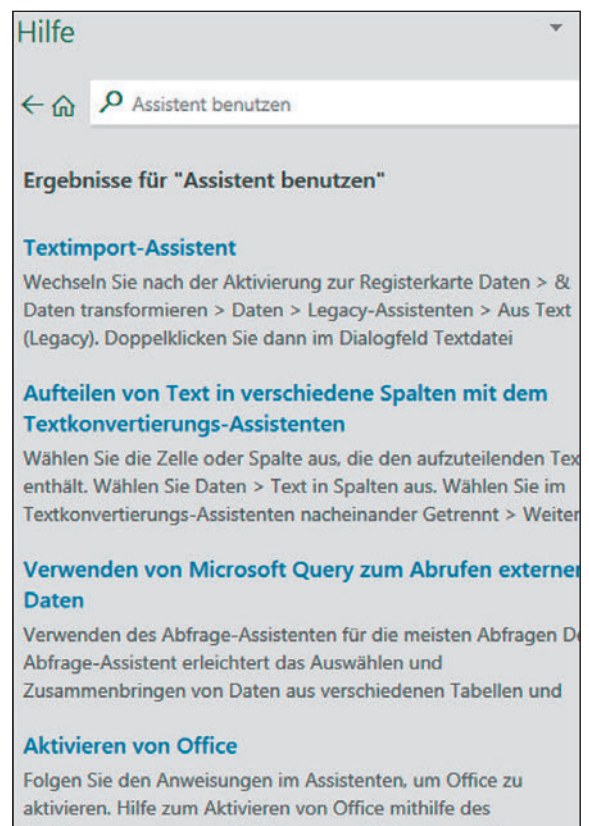 Hilfe
Assistent benutzen
Ergebnisse für "Assistent benutzen"
Textimport-Assistent
Wechseln Sie nach der Aktivierung zur Registerkarte Daten > &
Daten transformieren > Daten > Legacy-Assistenten > Aus Text
(Legacy). Doppelklicken Sie dann im Dialogfeld Textdatei
Aufteilen von Text in verschiedene Spalten mit dem
Textkonvertierungs-Assistenten
Wählen Sie die Zelle oder Spalte aus, die den aufzuteilenden Tex
enthält. Wählen Sie Daten > Text in Spalten aus. Wählen Sie im
Textkonvertierungs-Assistenten nacheinander Getrennt > Weiter
Verwenden von Microsoft Query zum Abrufen externer
Daten
Verwenden des Abfrage-Assistenten für die meisten Abfragen De
Abfrage-Assistent erleichtert das Auswählen und
Zusammenbringen von Daten aus verschiedenen Tabellen und
Aktivieren von Office
Folgen Sie den Anweisungen im Assistenten, um Office zu
aktivieren. Hilfe zum Aktivieren von Office mithilfe des